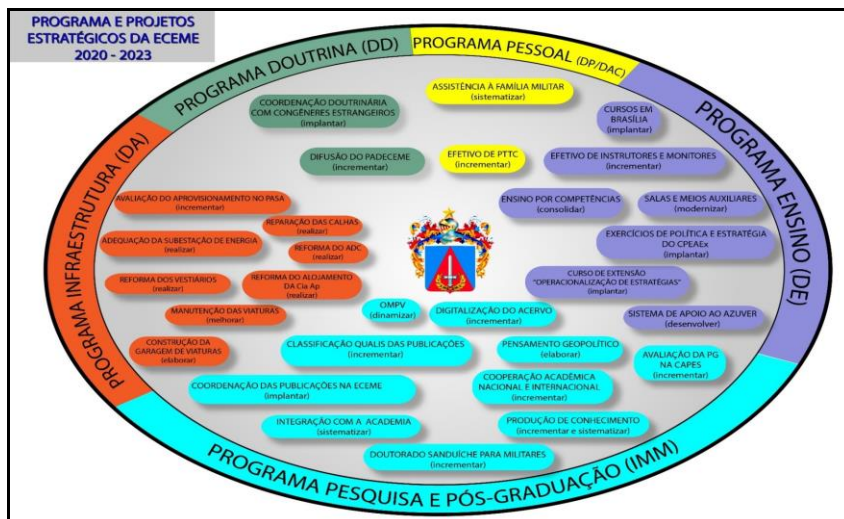 PROGRAMA E PROJETOS
ESTRATÉGICOS DA ECEME
2020 - 2023
PROGRAMA DOUTRINA (DD)
PROGRAMA PESSOAL (DP/DAC)
PROGRAMA ENSINO (DE)
PROGRAMA INFRAESTRUTURA (DA)
PROGRAMA PESQUISA E PÓS-GRADUAÇÃO (IMM)
COORDENAÇÃO DOUTRINÁRIA
COM CONGÊNERES ESTRANGEIROS
(implantar)
DIFUSÃO DO PADECEME
(incrementar)
ASSISTÊNCIA À FAMÍLIA MILITAR
(sistematizar)
EFETIVO DE PTTC
(incrementar)
CURSOS EM
BRASÍLIA
(implantar)
EFETIVO DE INSTRUTORES E MONITORES
(incrementar)
ENSINO POR COMPETÊNCIAS
(consolidar)
SALAS E MEIOS AUXILIARES
(modernizar)
EXERCÍCIOS DE POLÍTICA E ESTRATÉGIA
DO CPEAEx
(implantar)
CURSO DE EXTENSÃO
"OPERACIONALIZAÇÃO DE ESTRATÉGIAS"
(implantar)
SISTEMA DE APOIO AO AZUVER
(desenvolver)
AVALIAÇÃO DO APROVISIONAMENTO NO PASA
(incrementar)
REPARAÇÃO DAS CALHAS
(realizar)
ADEQUAÇÃO DA SUBESTAÇÃO DE ENERGIA
(realizar)
REFORMA DO ADC
(realizar)
REFORMA DOS VESTIÁRIOS
(realizar)
REFORMA DO ALOJAMENTO
DA Cia Ap
(realizar)
MANUTENÇÃO DAS VIATURAS
(melhorar)
CONSTRUÇÃO DA
GARAGEM DE VIATURAS
(elaborar)
OMPV
(dinamizar)
DIGITALIZAÇÃO DO ACERVO
(incrementar)
CLASSIFICAÇÃO QUALIS DAS PUBLICAÇÕES
(incrementar)
PENSAMENTO GEOPOLÍTICO
(elaborar)
AVALIAÇÃO DA PG
NA CAPES
(incrementar)
COORDENAÇÃO DAS PUBLICAÇÕES NA ECEME
(implantar)
COOPERAÇÃO ACADÊMICA
NACIONAL E INTERNACIONAL
(incrementar)
INTEGRAÇÃO COM A ACADEMIA
(sistematizar)
PRODUÇÃO DE CONHECIMENTO
(incrementar e sistematizar)
DOUTORADO SANDUÍCHE PARA MILITARES
(incrementar)